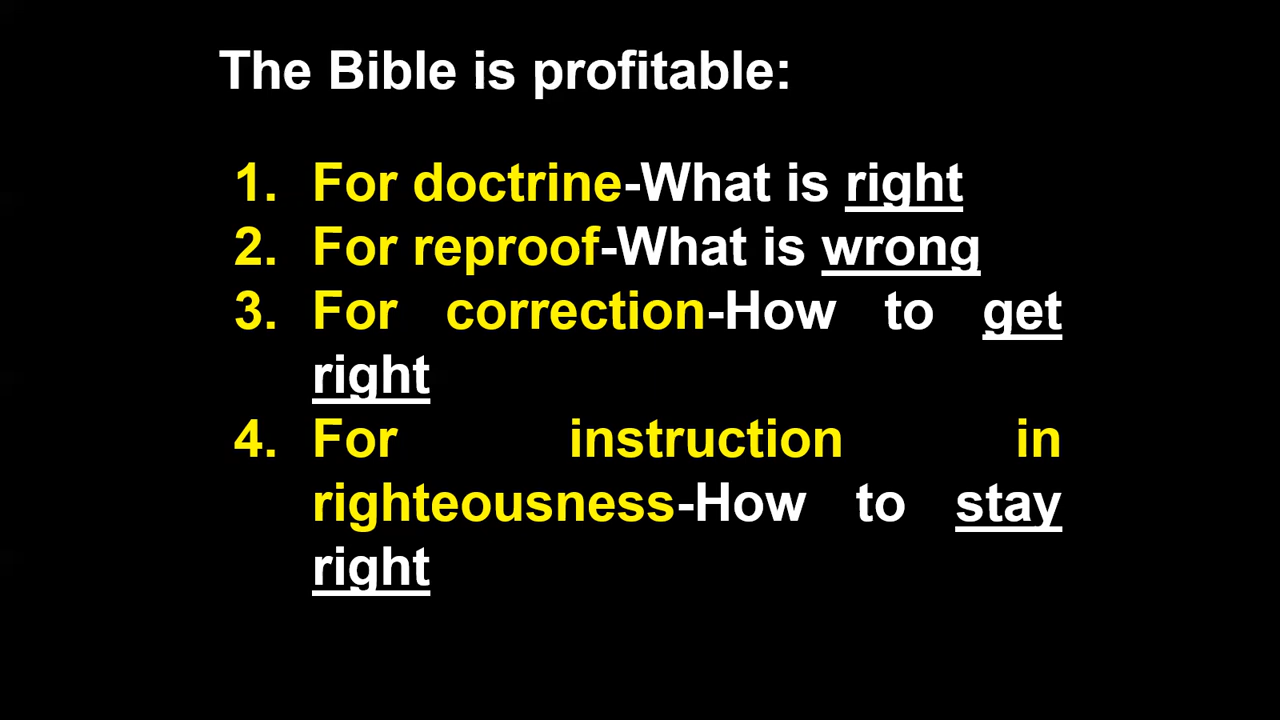 The Bible is profitable:
1. For doctrine-What is right
2. For reproof-What is wrong
3. For correction-How to get
right
4. For instruction in
righteousness-How to stay
right